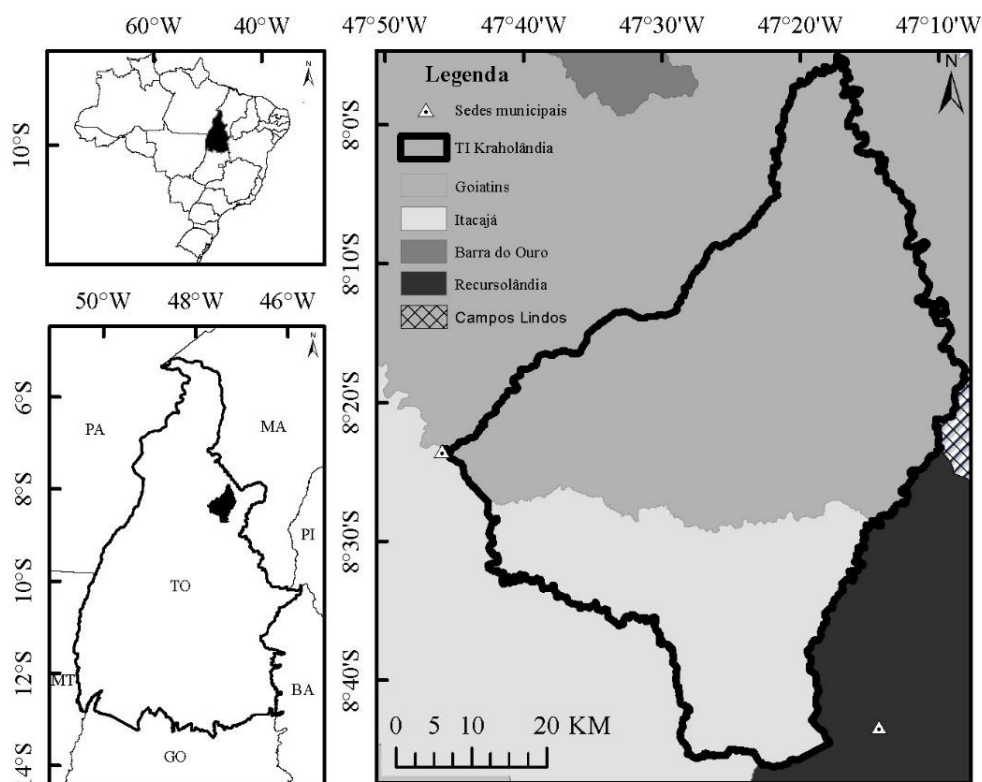 60°W 40°W
N
10°S
50°W 48°W 46°W
N
6°S
8°S
10°S
12°S
14°S
PA
MA
PI
TO
MT
BA
GO
47°50'W 47°40'W 47°30'W 47°20'W 47°10'W
N
8°0'S
8°10'S
8°20'S
8°30'S
8°40'S
Legenda
Sedes municipais
TI Kraholândia
Goiatins
Itacajá
Barra do Ouro
Recursolândia
Campos Lindos
0 5 10 20 KM